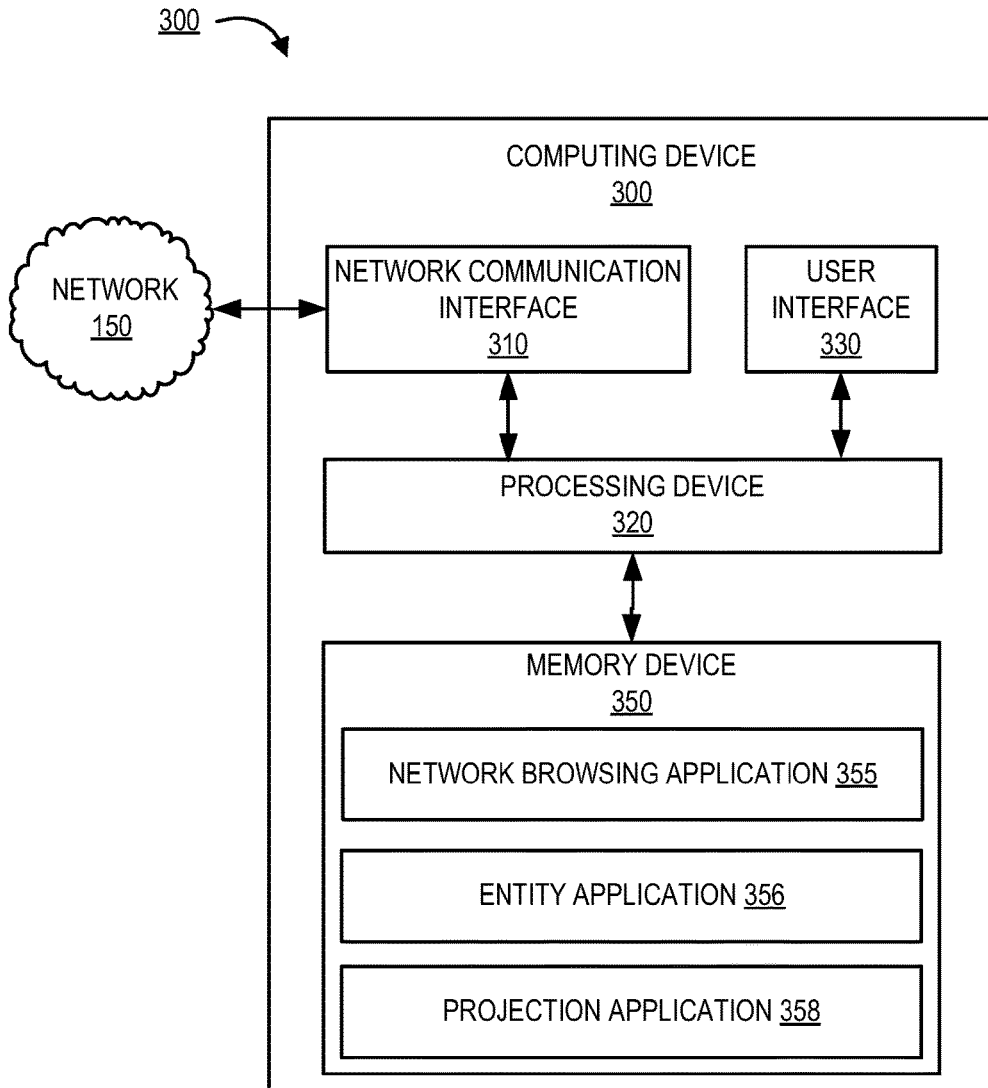 300
COMPUTING DEVICE
300
NETWORK
150
NETWORK COMMUNICATION
INTERFACE
310
USER
INTERFACE
330
PROCESSING DEVICE
320
MEMORY DEVICE
350
NETWORK BROWSING APPLICATION 355
ENTITY APPLICATION 356
PROJECTION APPLICATION 358